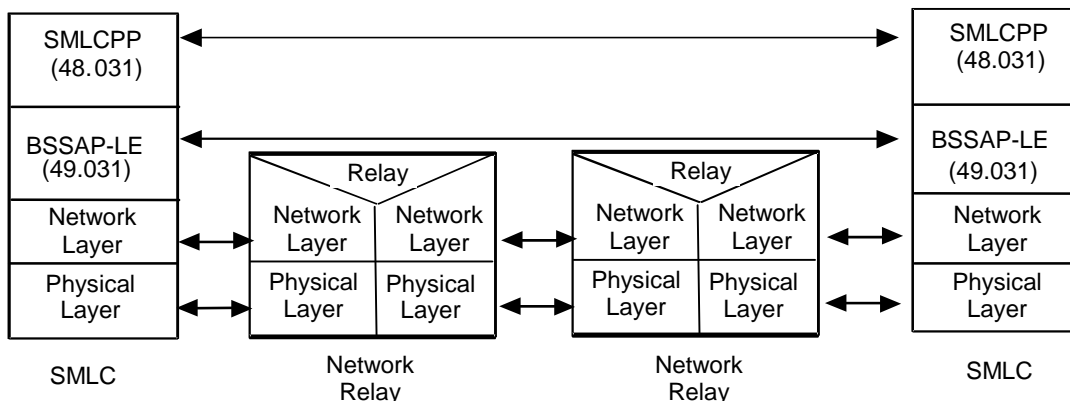 SMLCPP
(48.031)
BSSAP-LE
(49.031)
Network
Layer
Physical
Layer
SMLC
Relay
Network
Layer
Network
Layer
Physical
Layer
Physical
Layer
Network
Relay
Relay
Network
Layer
Network
Layer
Physical
Layer
Physical
Layer
Network
Relay
SMLCPP
(48.031)
BSSAP-LE
(49.031)
Network
Layer
Physical
Layer
SMLC